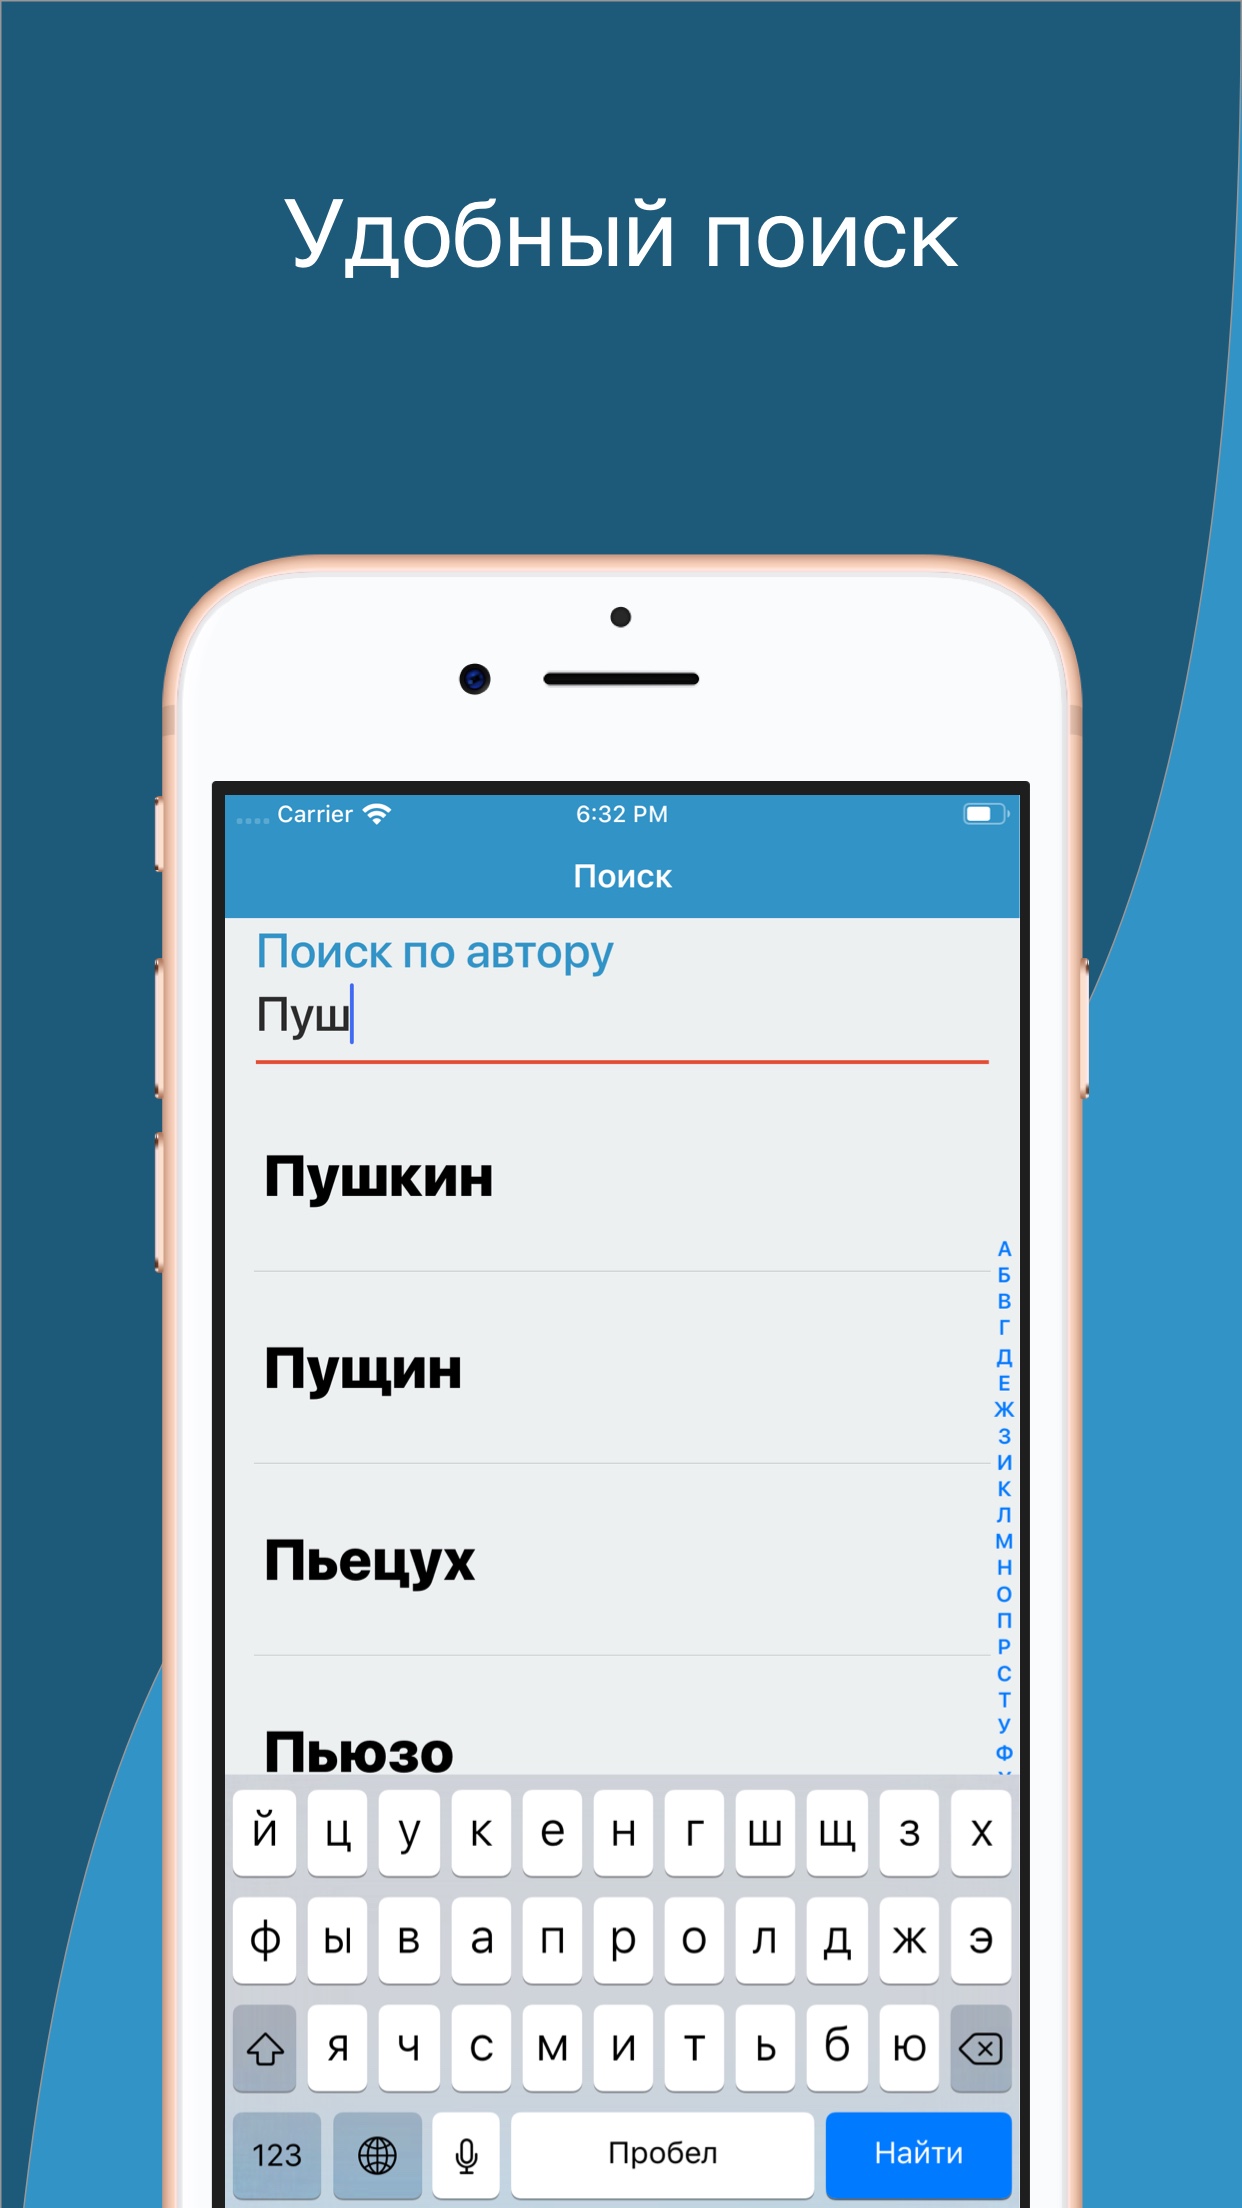 Удобный поиск
Carrier 6:32 PM
Поиск
Поиск по автору
Пуш
Пушкин
Пущин
Пьецух
Пьюзо
А
Б
В
Г
Д
Е
Ж
З
И
К
Л
М
Н
О
П
Р
С
Т
У
Ф
й ц у к е н г ш щ з х
ф ы в а п р о л д ж э
я ч с м и т ь б ю
123 Пробел Найти